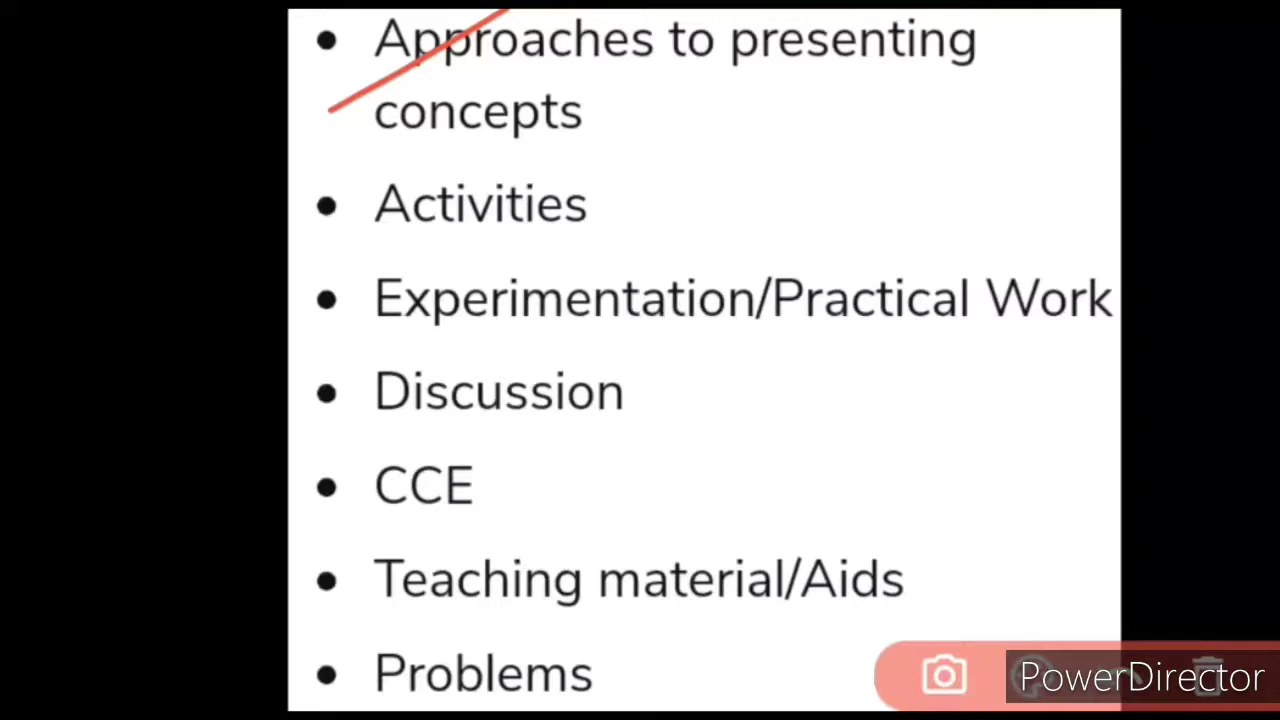 • Approaches to presenting
concepts
• Activities
• Experimentation/Practical Work
• Discussion
• CCE
• Teaching material/Aids
• Problems
PowerDirector